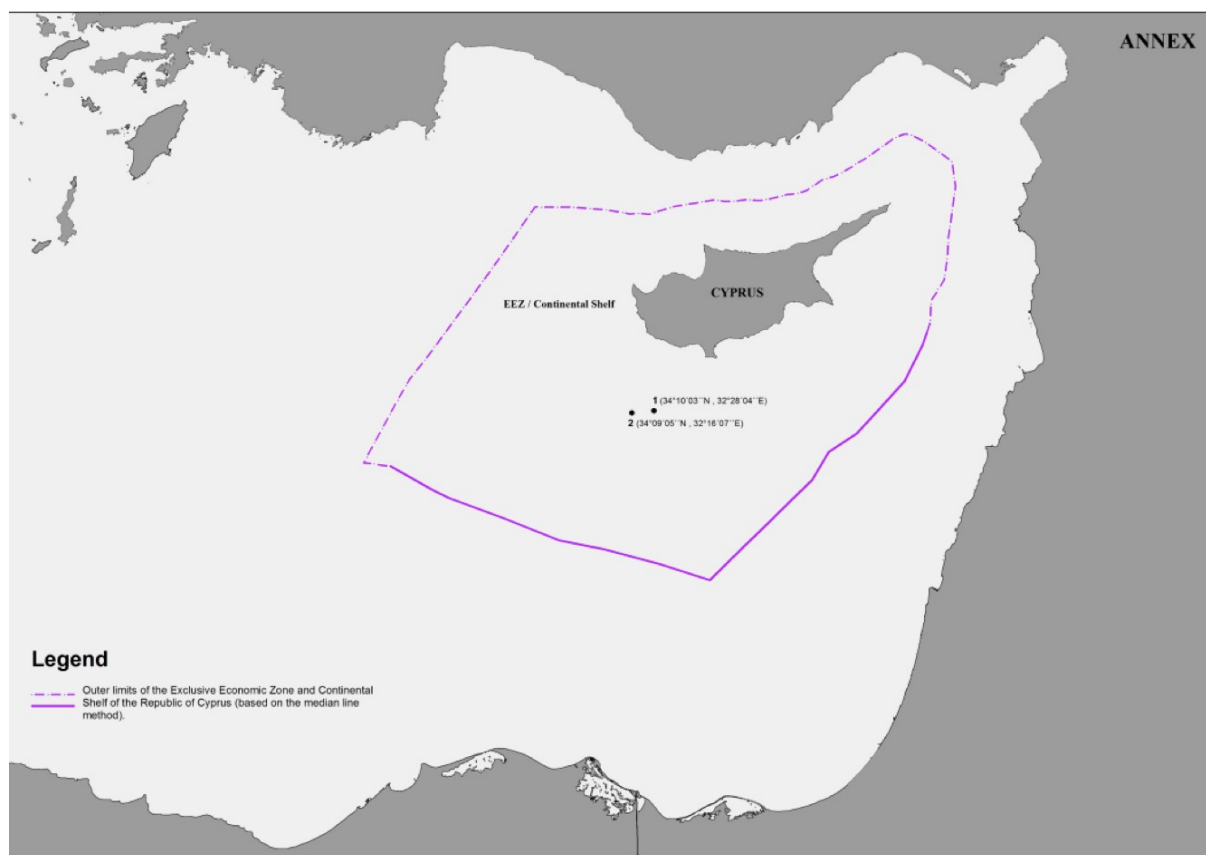 ANNEX
CYPRUS
EEZ / Continental Shelf
1 (34°10´03´´N , 32°28´04´´E)
2 (34°09´05´´N , 32°16´07´´E)
Legend
Outer limits of the Exclusive Economic Zone and Continental
Shelf of the Republic of Cyprus (based on the median line
method).